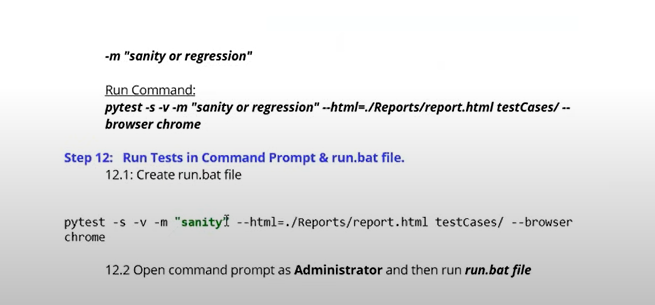 -m "sanity or regression"
Run Command:
pytest -s -v -m "sanity or regression" --html=./Reports/report.html testCases/ --
browser chrome
Step 12: Run Tests in Command Prompt & run.bat file.
12.1: Create run.bat file
pytest -s -v -m "sanity" --html=./Reports/report.html testCases/ --browser
chrome
12.2 Open command prompt as Administrator and then run run.bat file